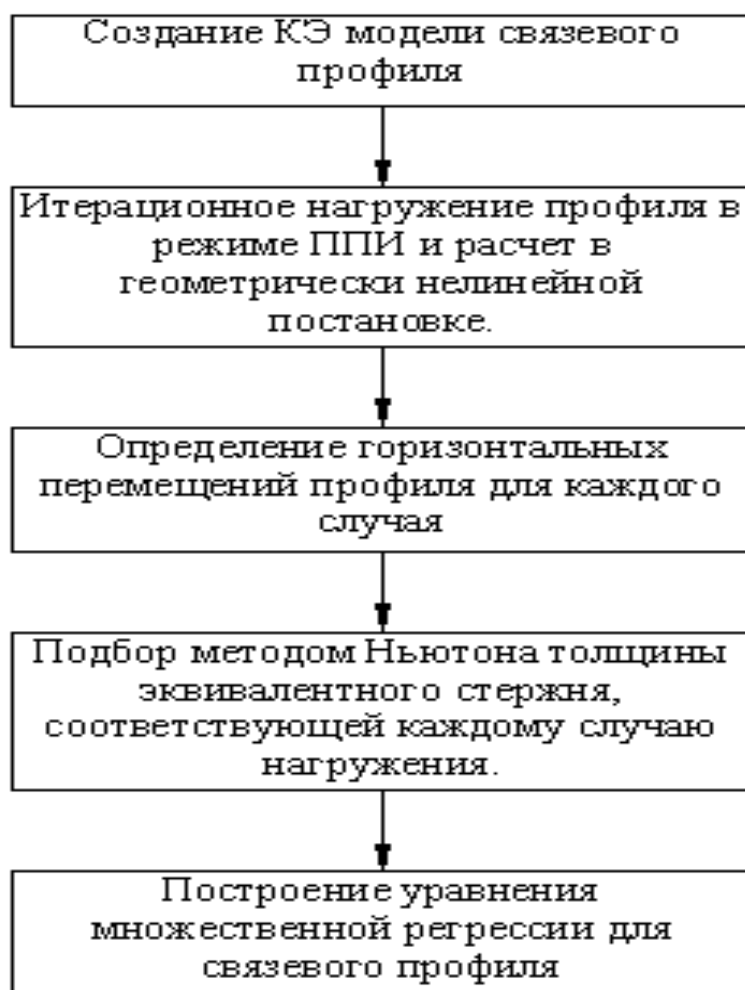 Создание КЭ модели связевого
профиля
Итерационное нагружение профиля в
режиме ППИ и расчет в
геометрически нелинейной
постановке.
Определение горизонтальных
перемещений профиля для каждого
случая
Подбор методом Ньютона толщины
эквивалентного стержня,
соответствующей каждому случаю
нагружения.
Построение уравнения
множественной регрессии для
связевого профиля